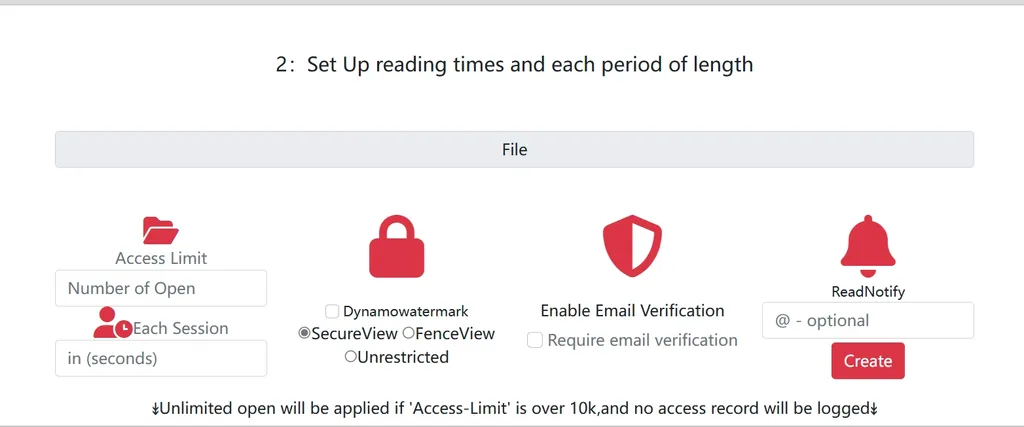 2：Set Up reading times and each period of length
File
Access Limit
Number of Open
Each Session
in (seconds)
Dynamowatermark
SecureView FenceView
Unrestricted
Enable Email Verification
Require email verification
ReadNotify
@ - optional
Create
↡Unlimited open will be applied if 'Access-Limit' is over 10k,and no access record will be logged↡